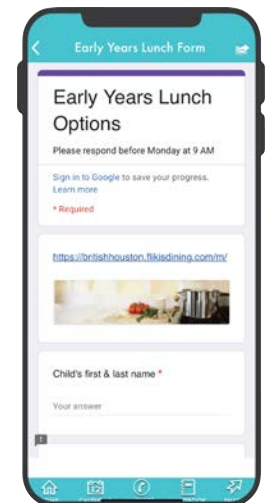 Early Years Lunch Form
Early Years Lunch
Options
Please respond before Monday at 9 AM
Sign in to Google to save your progress.
Learn more
* Required
https://britishhouston.flikisdining.com/m/
Child's first & last name *
Your answer